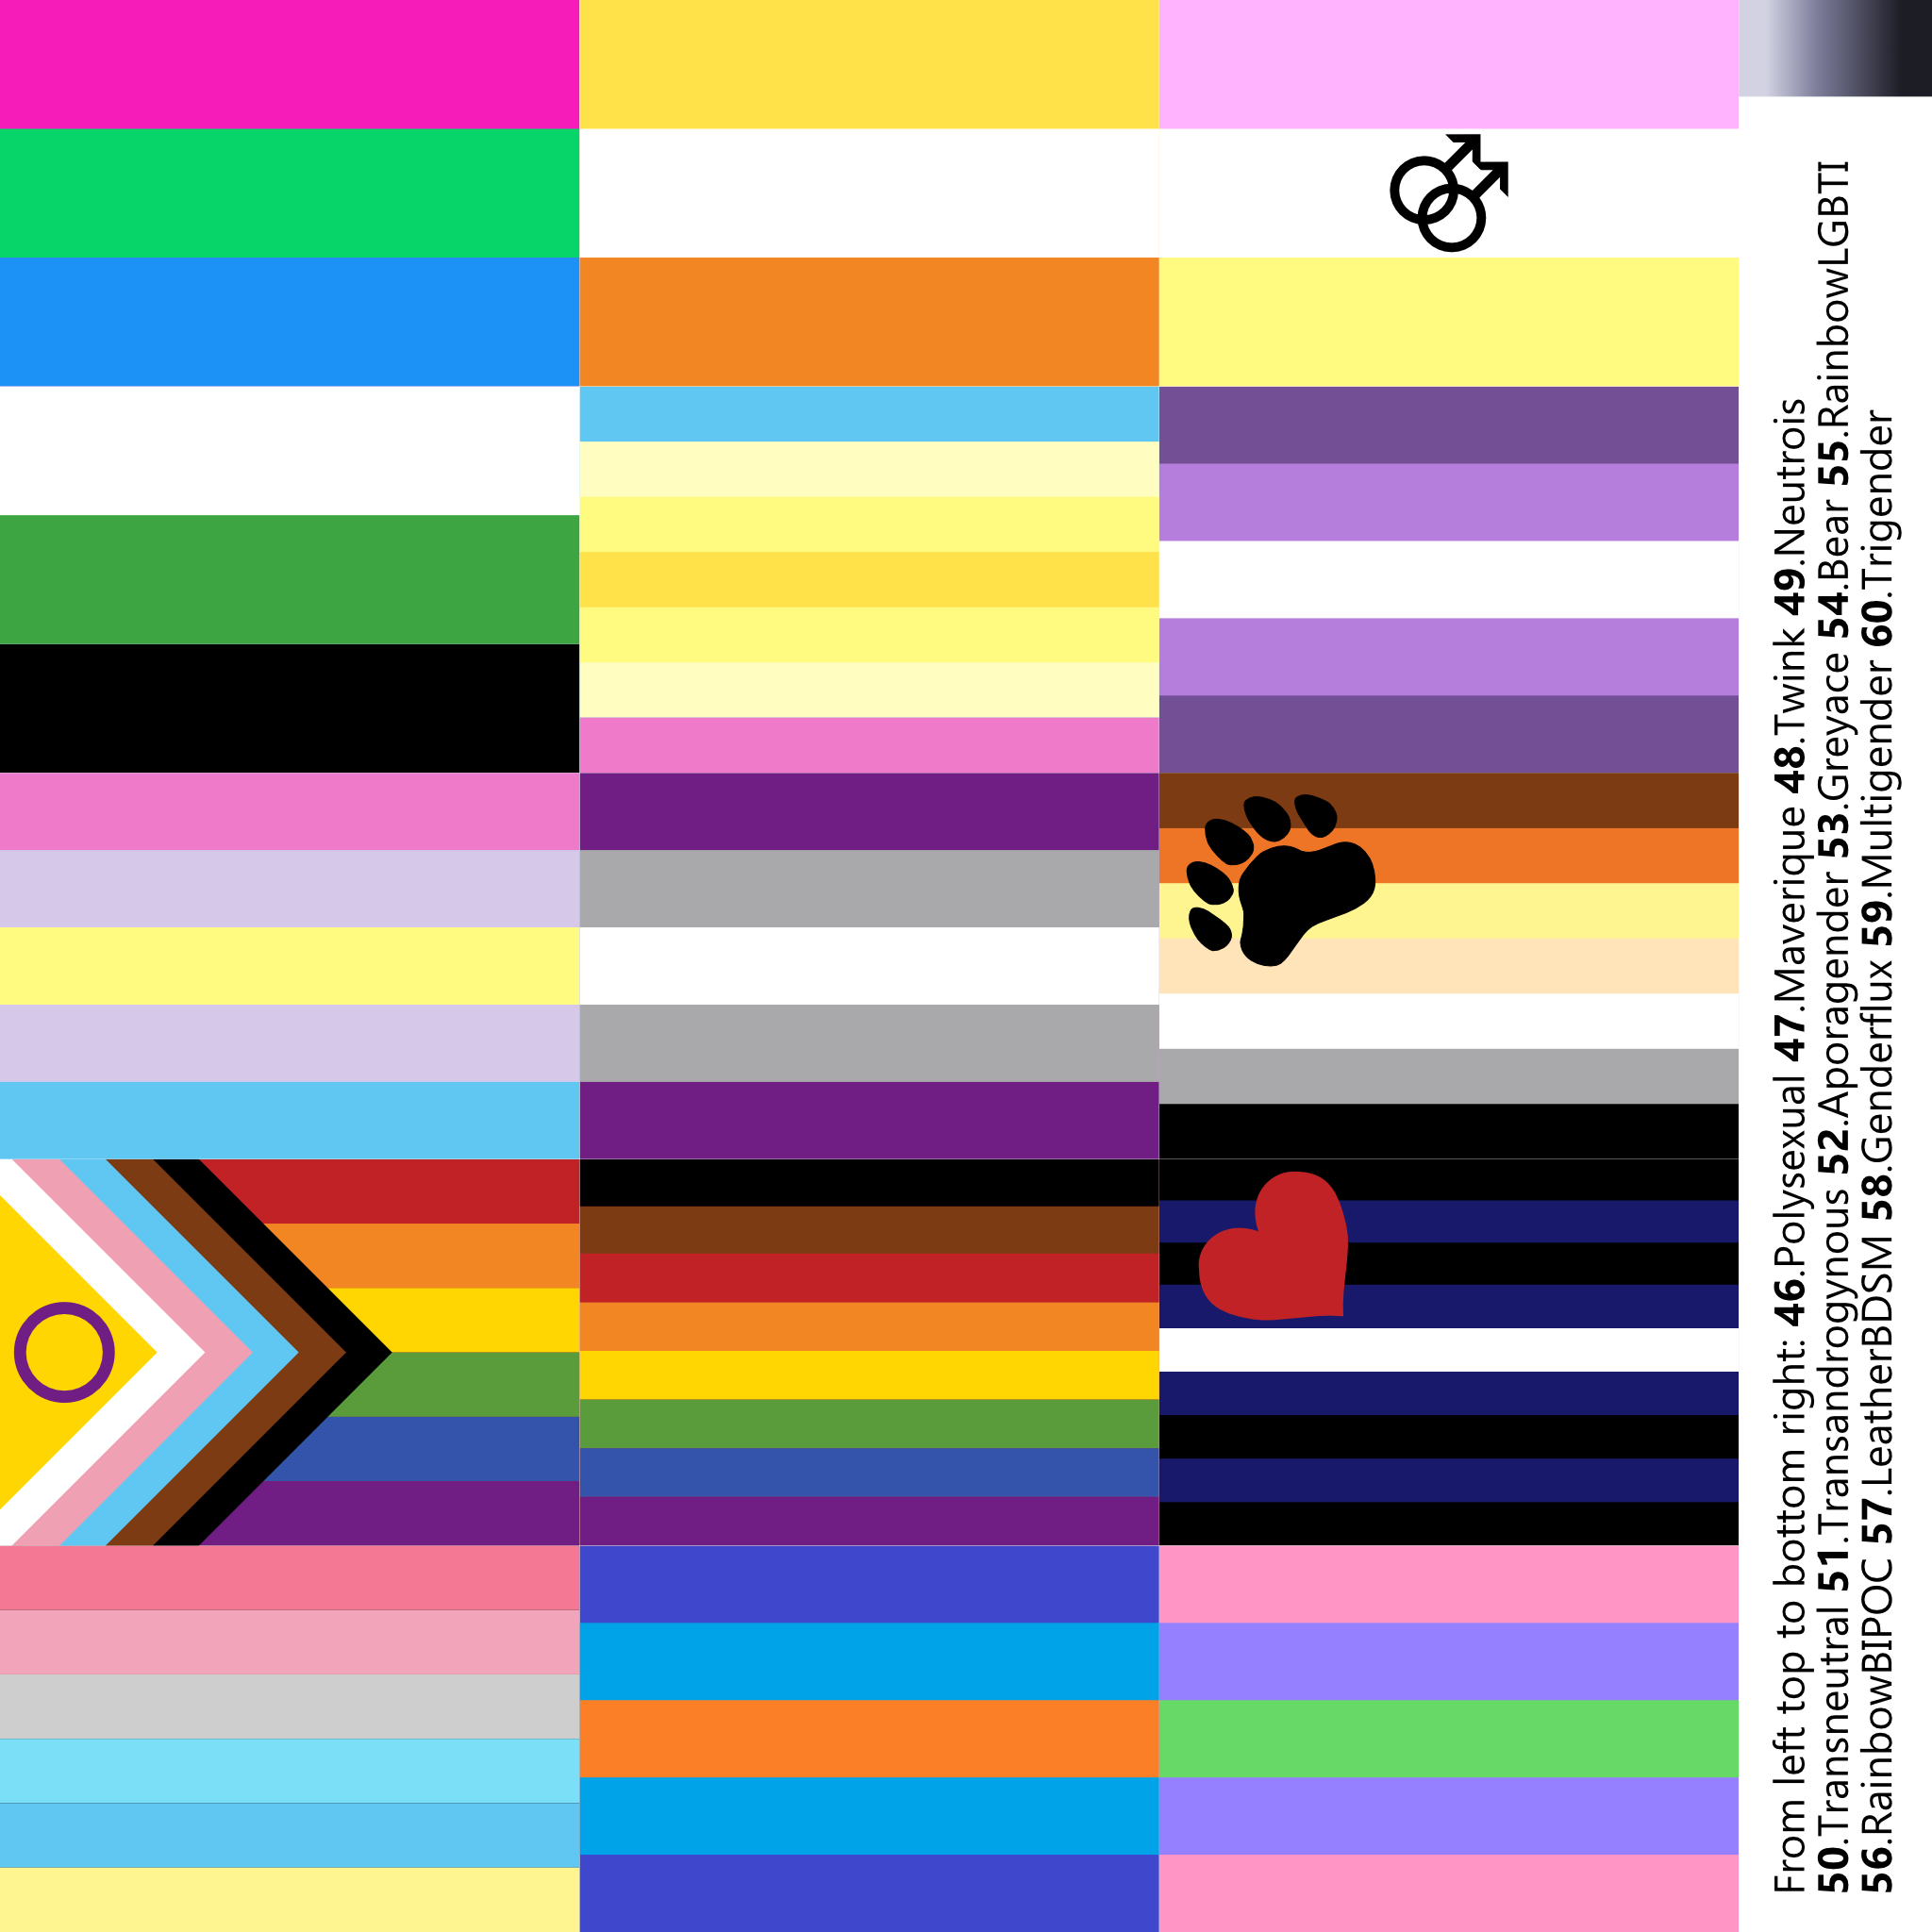 From left top to bottom right: 46.Polysexual 47.Maverique 48.Twink 49.Neutrois
50.Transneutral 51.Transandrogynous 52.Aporagender 53.Greyace 54.Bear 55.RainbowLGBTI
56.RainbowBIPOC 57.LeatherBDSM 58.Genderflux 59.Multigender 60.Trigender